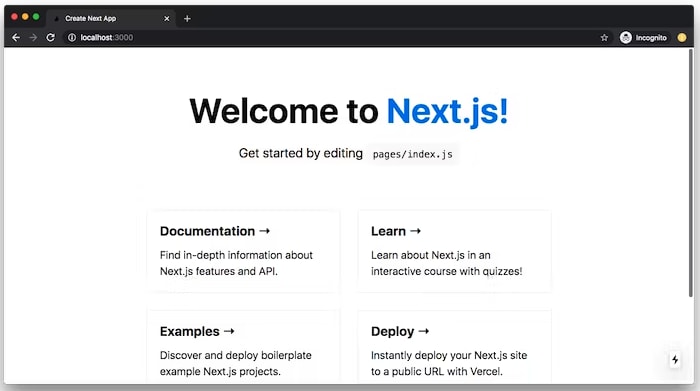 Create Next App
localhost:3000
Incognito
Welcome to Next.js!
Get started by editing pages/index.js
Documentation →
Find in-depth information about
Next.js features and API.
Learn →
Learn about Next.js in an
interactive course with quizzes!
Examples →
Discover and deploy boilerplate
example Next.js projects.
Deploy →
Instantly deploy your Next.js site
to a public URL with Vercel.